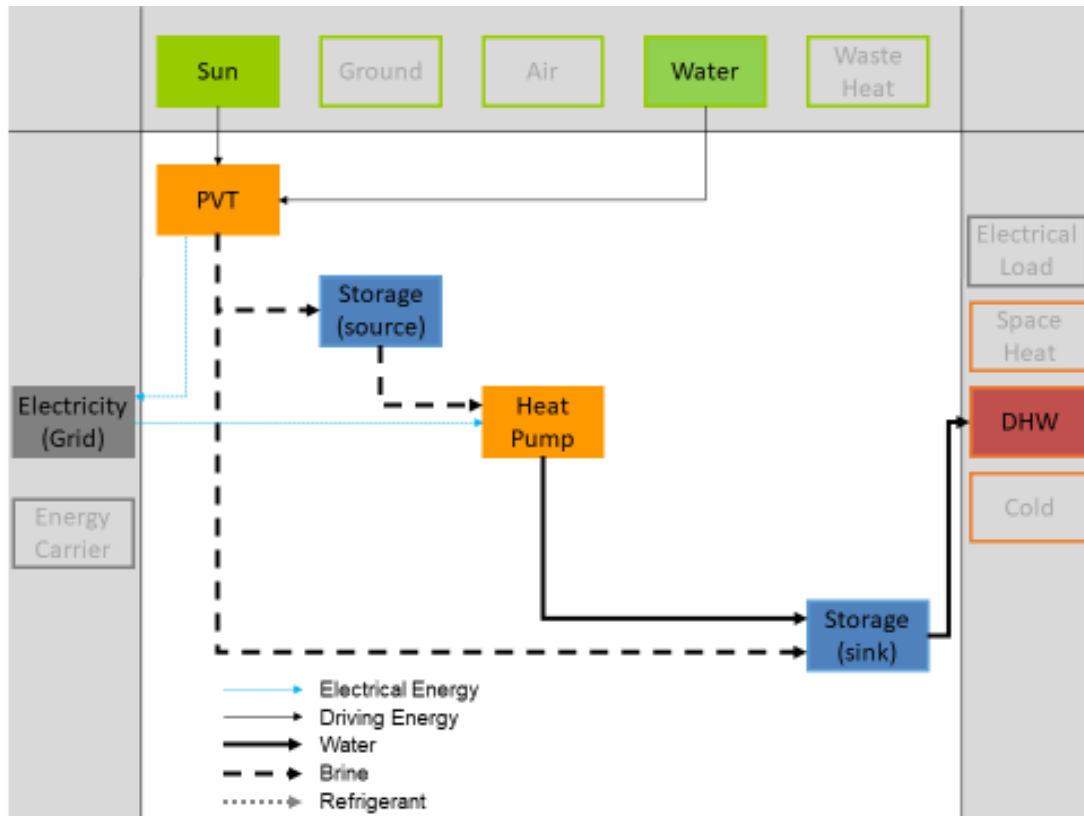 Sun
Ground
Air
Water
Waste
Heat
PVT
Electrical
Load
Storage
(source)
Space
Heat
Electricity
(Grid)
Heat
Pump
DHW
Energy
Carrier
Cold
Storage
(sink)
Electrical Energy
Driving Energy
Water
Brine
Refrigerant